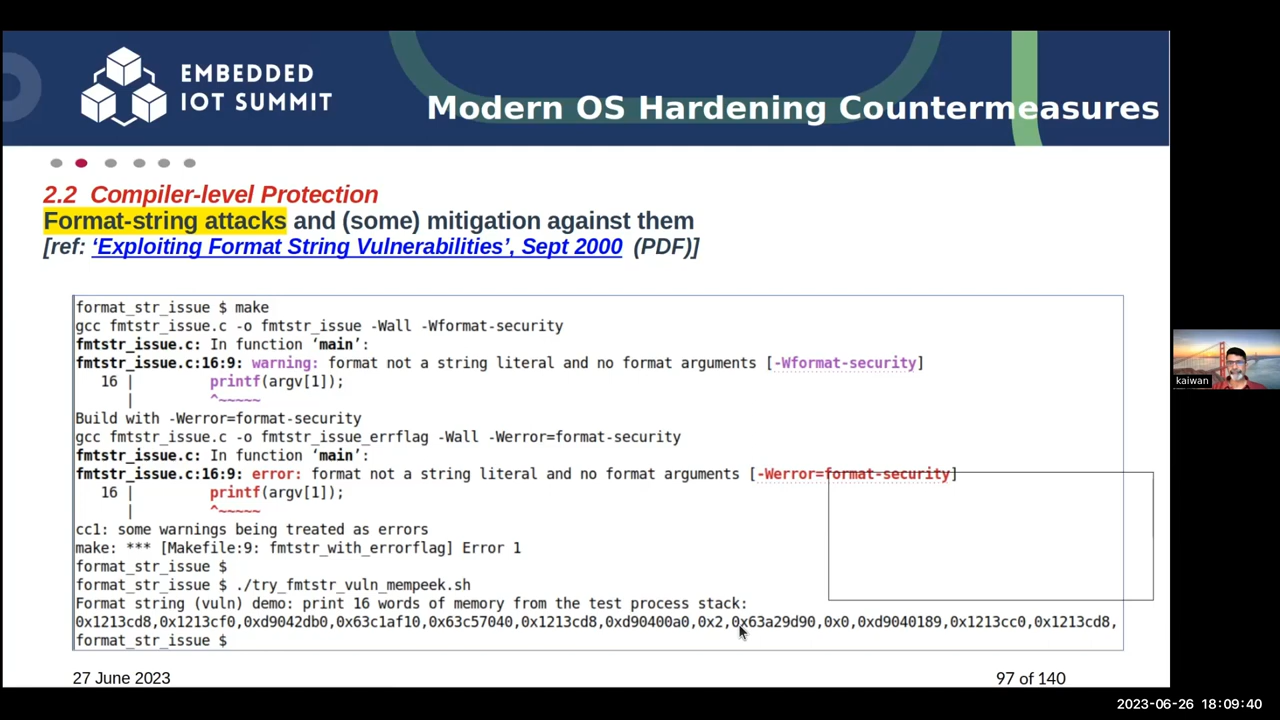 EMBEDDED
IOT SUMMIT
Modern OS Hardening Countermeasures
2.2 Compiler-level Protection
Format-string attacks and (some) mitigation against them
[ref: ‘Exploiting Format String Vulnerabilities’, Sept 2000 (PDF)]
format_str_issue $ make
gcc fmtstr_issue.c -o fmtstr_issue -Wall -Wformat-security
fmtstr_issue.c: In function ‘main’:
fmtstr_issue.c:16:9: warning: format not a string literal and no format arguments [-Wformat-security]
16 | printf(argv[1]);
| ^~~~~~
Build with -Werror=format-security
gcc fmtstr_issue.c -o fmtstr_issue_errflag -Wall -Werror=format-security
fmtstr_issue.c: In function ‘main’:
fmtstr_issue.c:16:9: error: format not a string literal and no format arguments [-Werror=format-security]
16 | printf(argv[1]);
| ^~~~~~
cc1: some warnings being treated as errors
make: *** [Makefile:9: fmtstr_with_errorflag] Error 1
format_str_issue $
format_str_issue $ ./try_fmtstr_vuln_mempeek.sh
Format string (vuln) demo: print 16 words of memory from the test process stack:
0x1213cd8,0x1213cf0,0xd9042db0,0x63c1af10,0x63c57040,0x1213cd8,0xd90400a0,0x2,0x63a29d90,0x0,0xd9040189,0x1213cc0,0x1213cd8,
format_str_issue $
27 June 2023
97 of 140
kaiwan
2023-06-26 18:09:40